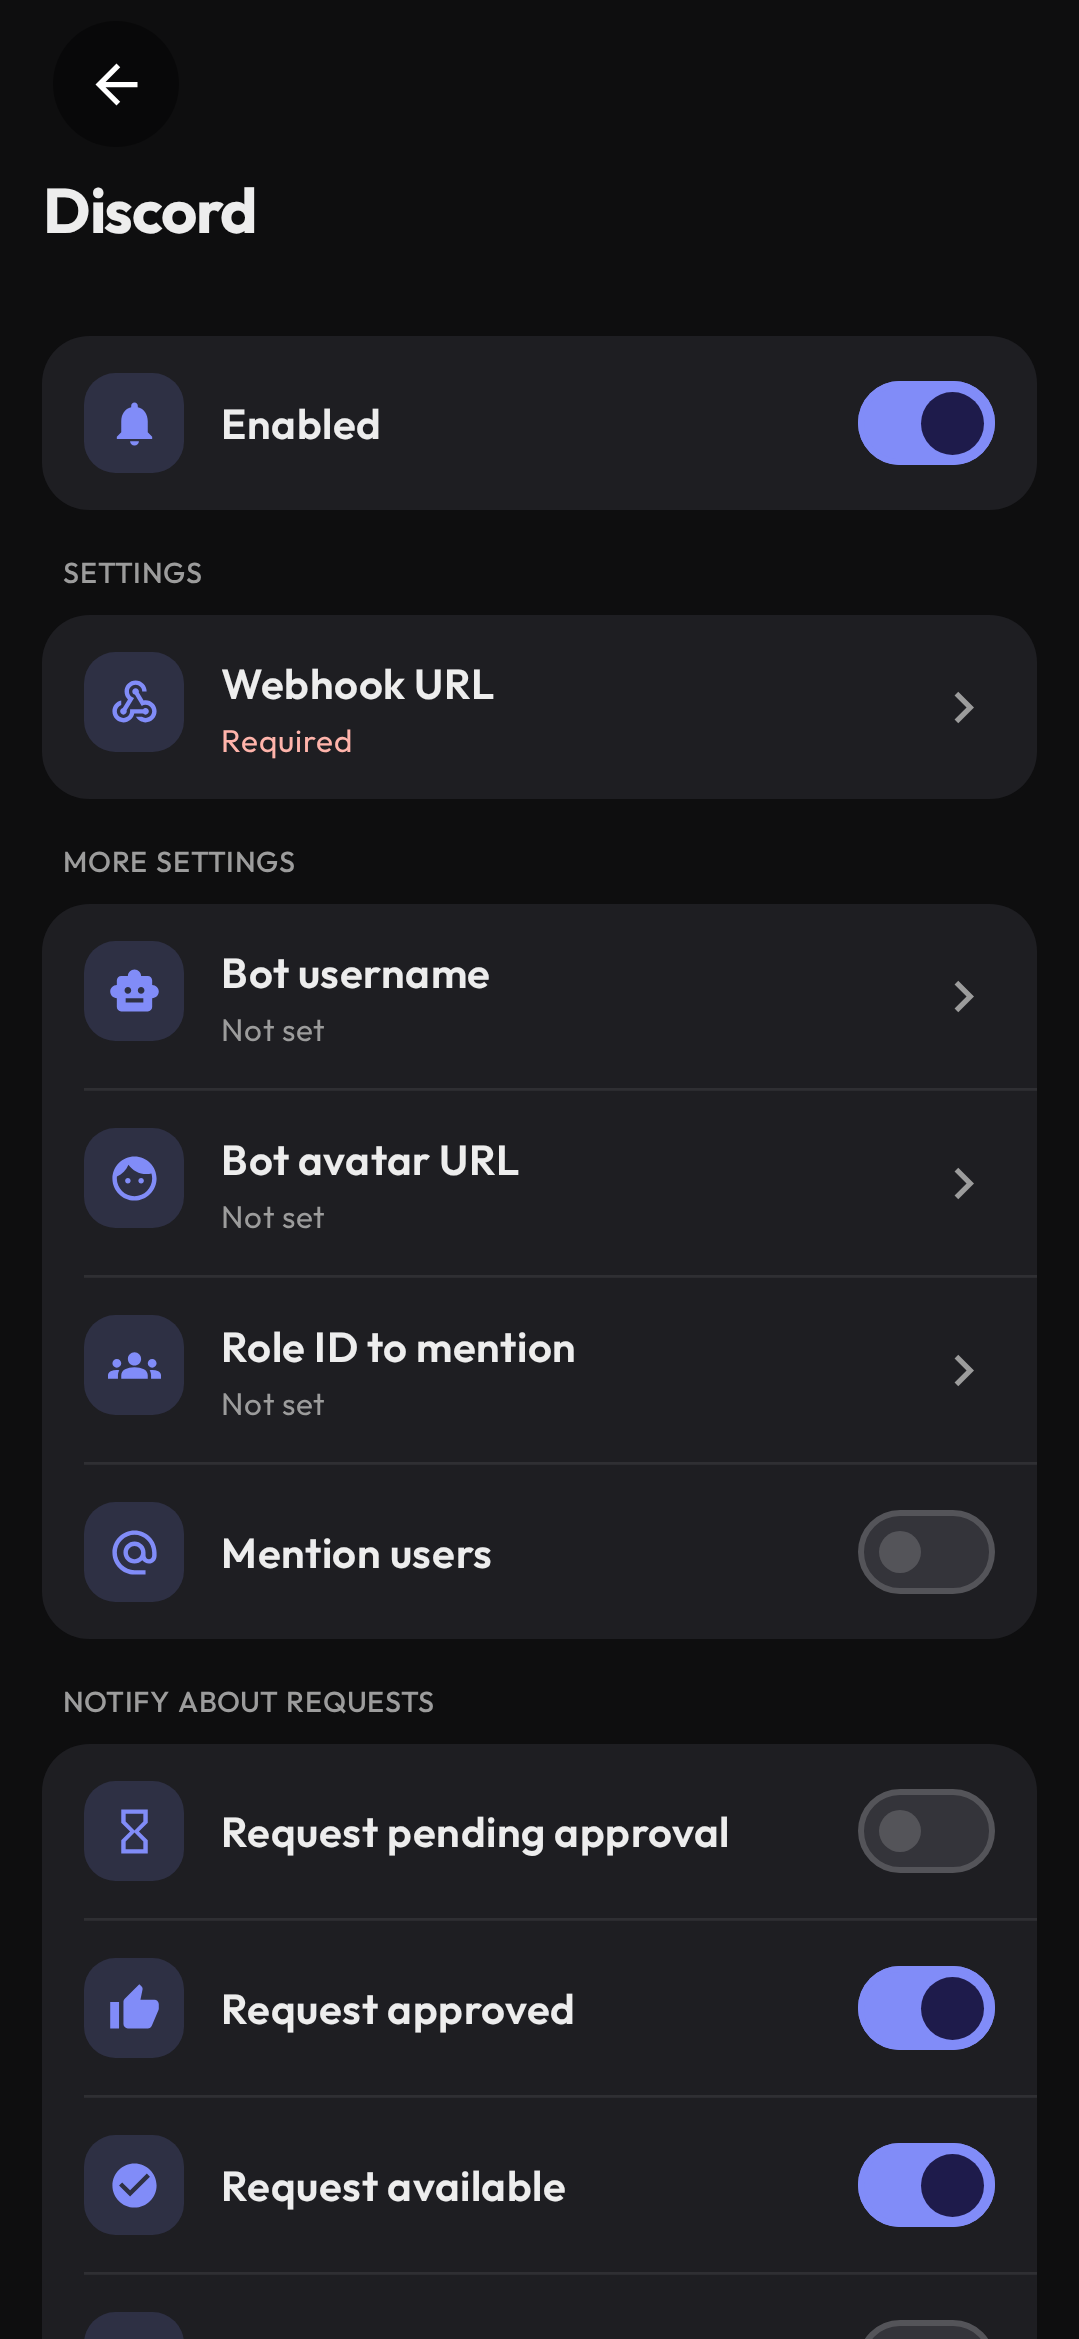 Discord
Enabled
SETTINGS
Webhook URL
Required
MORE SETTINGS
Bot username
Not set
Bot avatar URL
Not set
Role ID to mention
Not set
Mention users
NOTIFY ABOUT REQUESTS
Request pending approval
Request approved
Request available